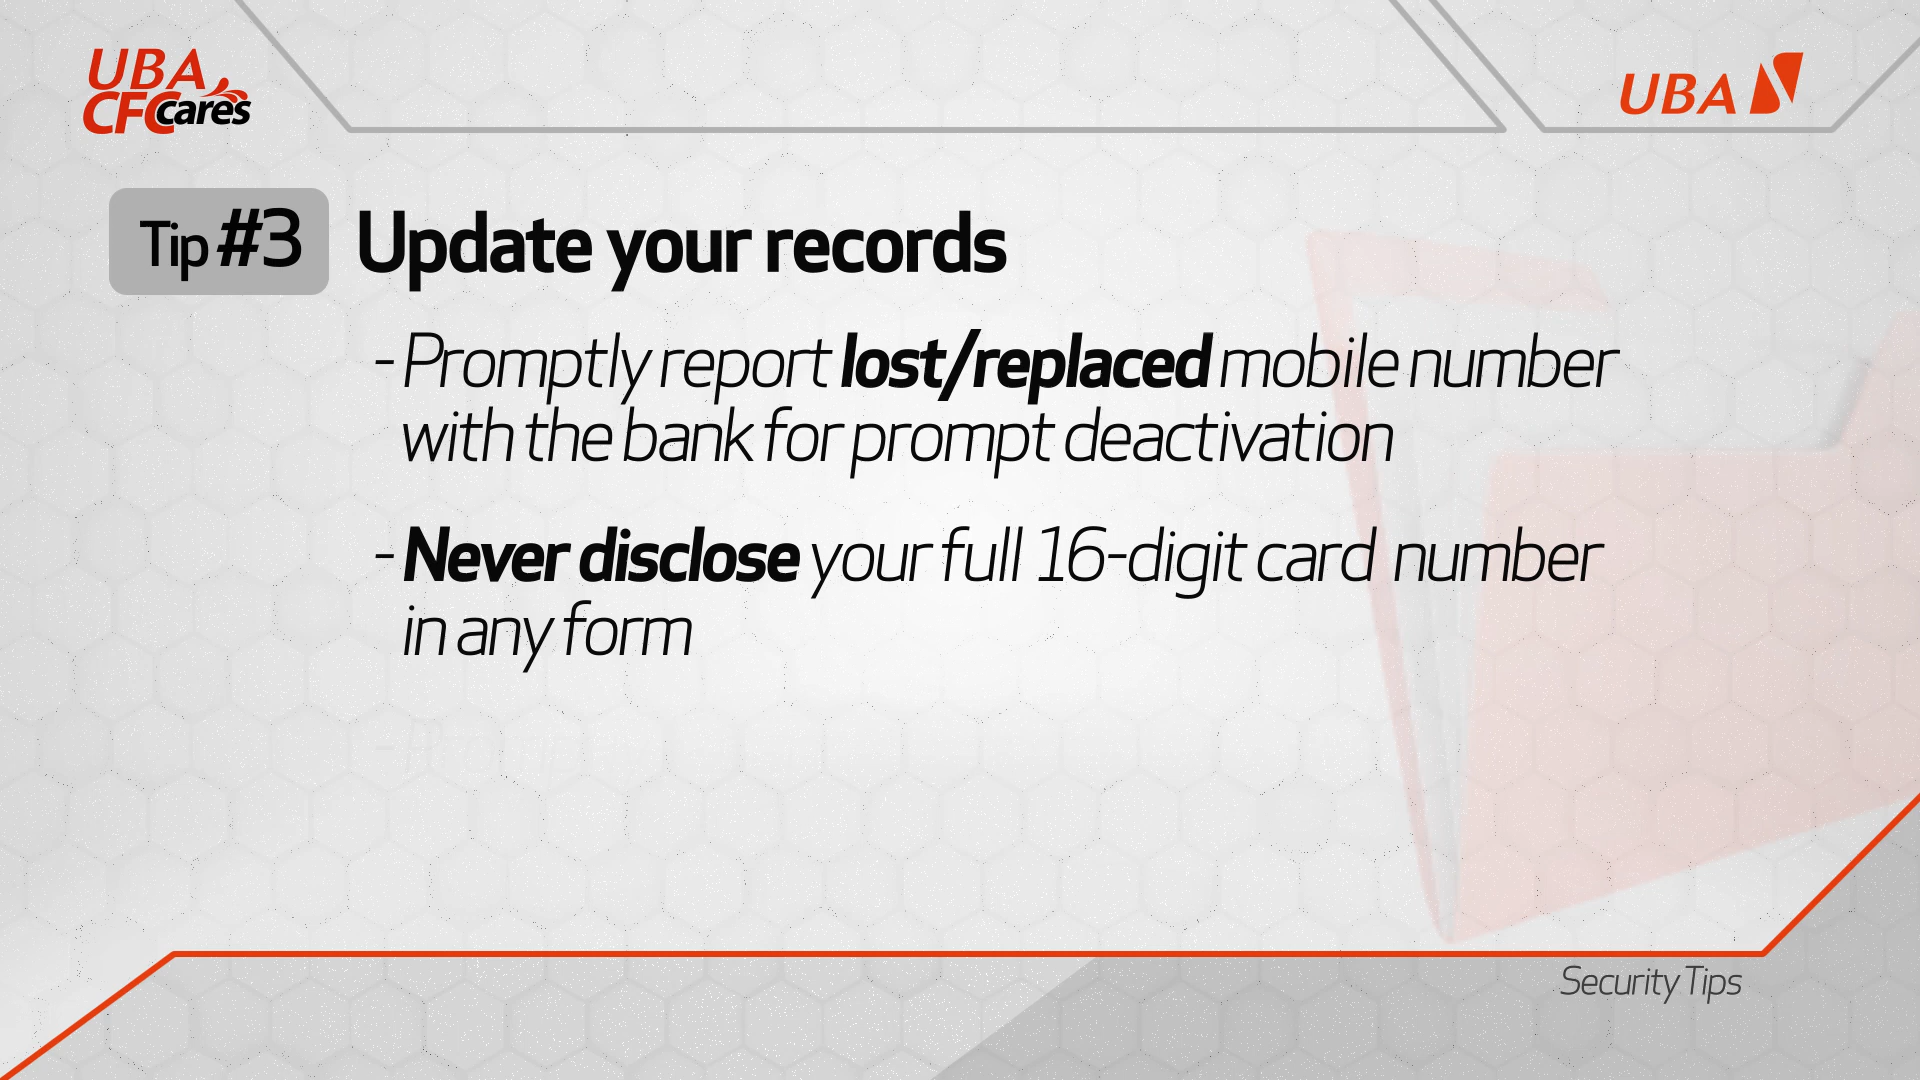 UBA
CFC cares
UBA
Tip #3 Update your records
- Promptly report lost/replaced mobile number
with the bank for prompt deactivation
- Never disclose your full 16-digit card number
in any form
Security Tips